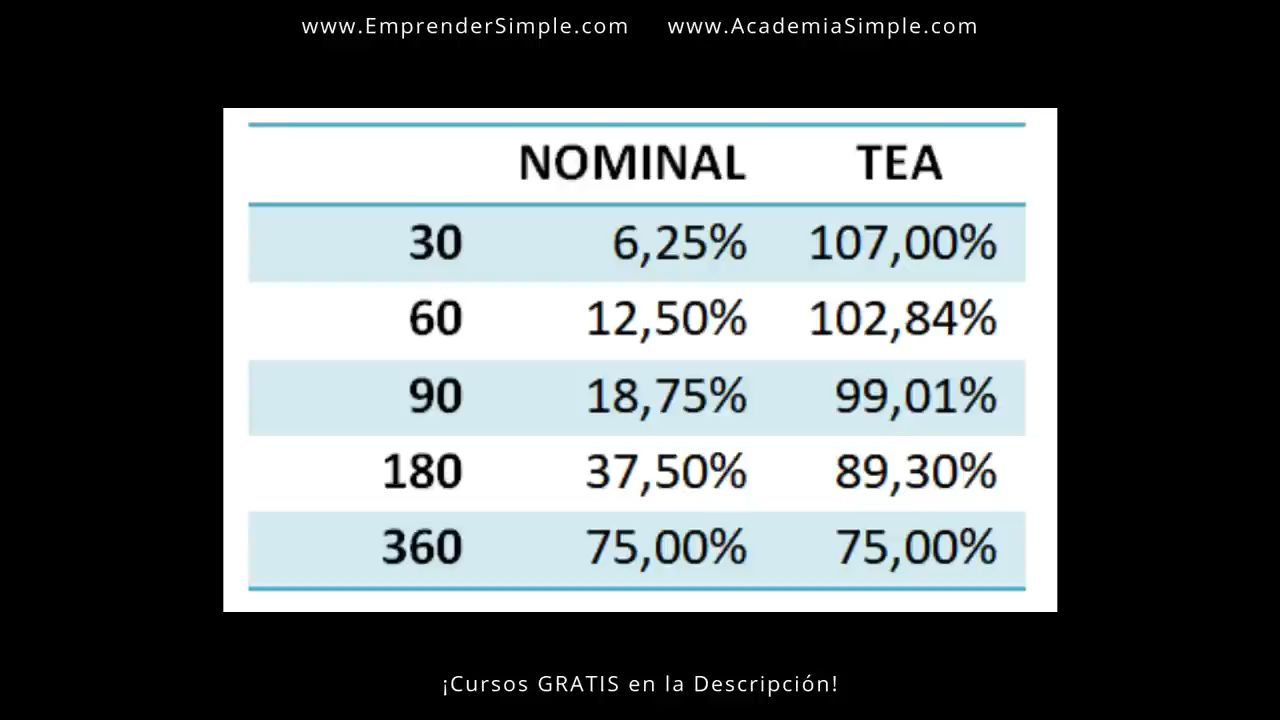 www.EmprenderSimple.com www.AcademiaSimple.com
NOMINAL TEA
30 6,25% 107,00%
60 12,50% 102,84%
90 18,75% 99,01%
180 37,50% 89,30%
360 75,00% 75,00%
¡Cursos GRATIS en la Descripción!